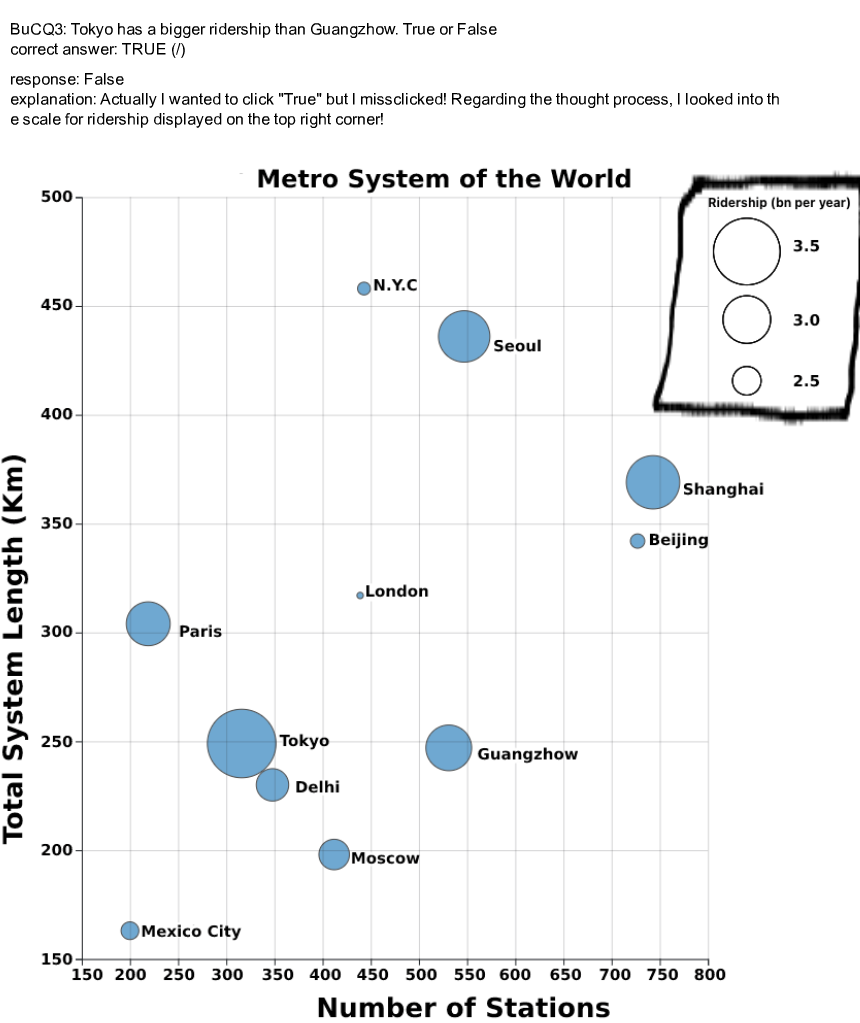 BuCQ3: Tokyo has a bigger ridership than Guangzhow. True or False
correct answer: TRUE (/)
response: False
explanation: Actually I wanted to click "True" but I missclicked! Regarding the thought process, I looked into th
e scale for ridership displayed on the top right corner!
Metro System of the World
Ridership (bn per year)
3.5
3.0
2.5
500
450
400
350
300
250
200
150
Total System Length (Km)
N.Y.C
Seoul
Shanghai
Beijing
London
Paris
Tokyo
Guangzhow
Delhi
Moscow
Mexico City
150 200 250 300 350 400 450 500 550 600 650 700 750 800
Number of Stations